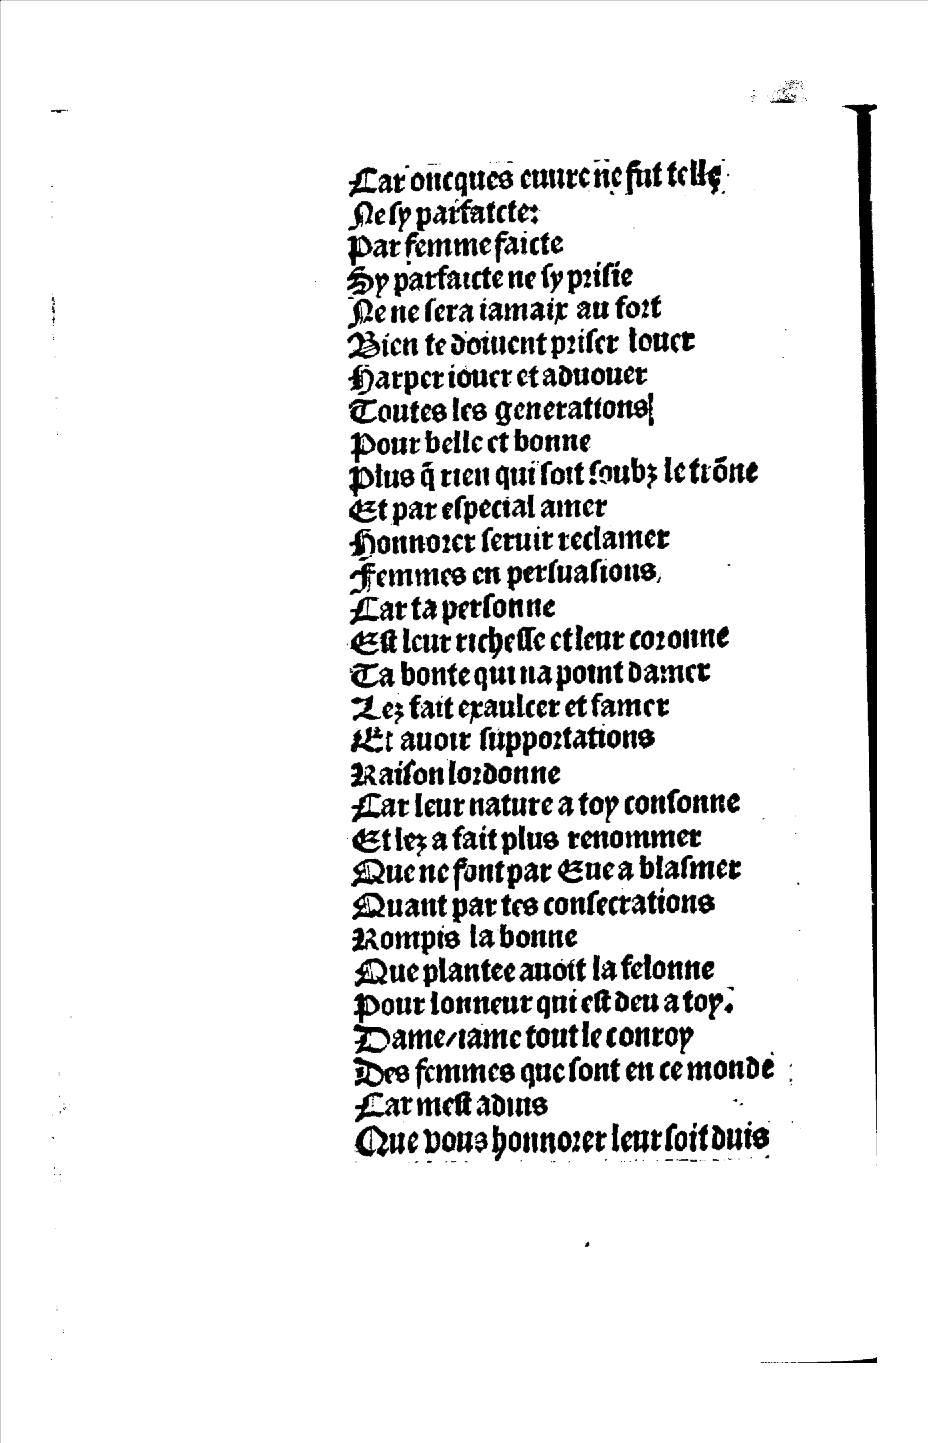 Car oncques euure ne fut telle
Ne sy parfaicte:
Par femme faicte
Sy parfaicte ne sy prisie
Ne ne sera iamaix au fort
Bien te doiuent priser louer
Harper iouer et aduouer
Toutes les generations
Pour belle et bonne
Plus q̃ rien qui soit soubz le trõne
Et par especial amer
Honnorer seruir reclamer
Femmes en persuasions
Car ta personne
Est leur richesse et leur coronne
Ta bonte qui na point damer
Lez fait exaulcer et famer
Et auoir supportations
Raison lordonne
Car leur nature a toy consonne
Et lez a fait plus renommer
Que ne font par Eue a blasmer
Quant par tes consecrations
Rompis la bonne
Que plantee auoit la felonne
Pour lonneur qui est deu a toy.
Dame/iame tout le conroy
Des femmes que sont en ce monde
Car mest aduis
Que vous honnorer leur soit duis